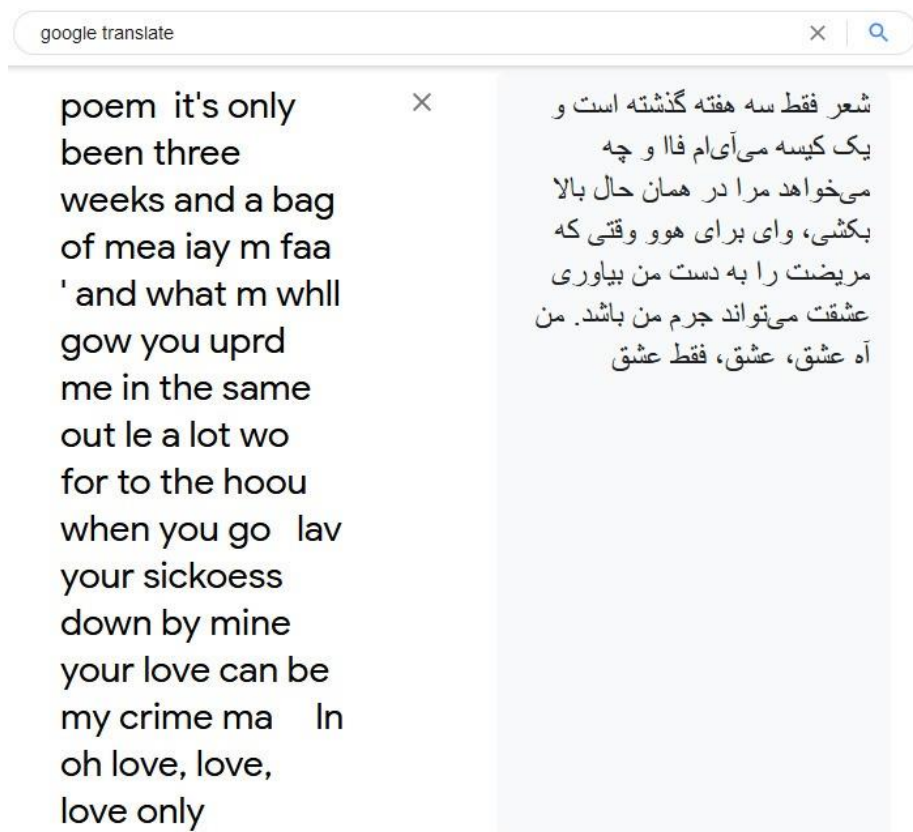 google translate
poem it's only
been three
weeks and a bag
of mea iay m faa
' and what m whll
gow you uprd
me in the same
out le a lot wo
for to the hoou
when you go lav
your sickoess
down by mine
your love can be
my crime ma ln
oh love, love,
love only
شعر فقط سه هفته گذشته است و
یک کیسه می‌آی‌ام فاا و چه
می‌خواهد مرا در همان حال بالا
بکشی، وای برای هوو وقتی که
مریضت را به دست من بیاوری
عشقت می‌تواند جرم من باشد. من
آه عشق، عشق، فقط عشق